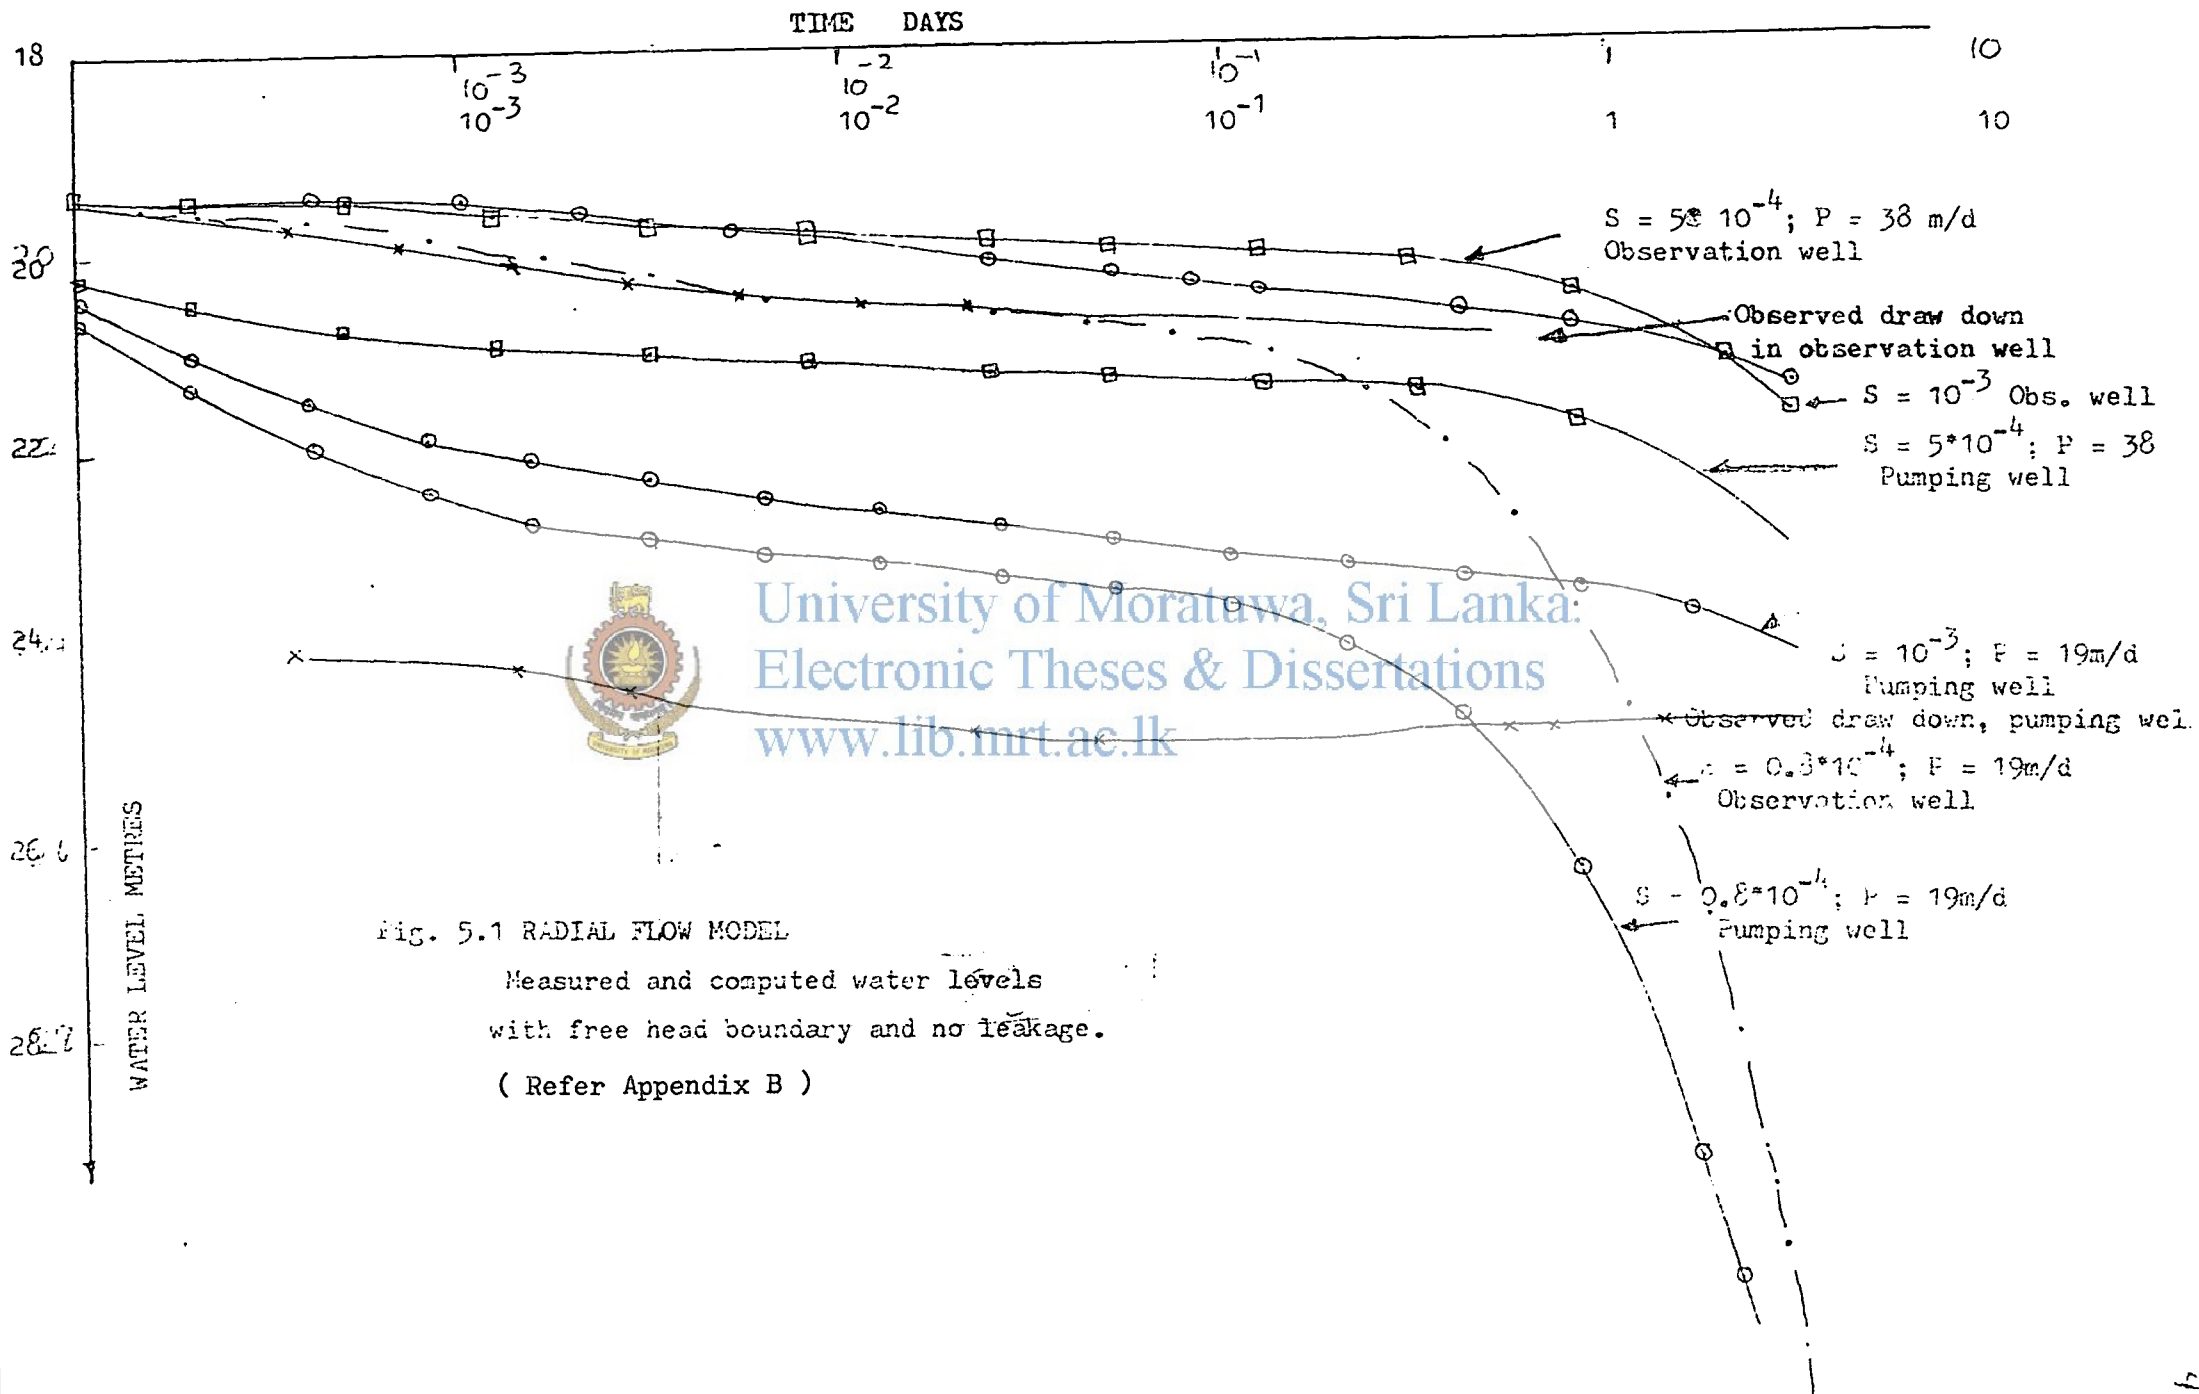 TIME DAYS
18
10⁻³ 10⁻² 10⁻¹ 1 10
10⁻³ 10⁻² 10⁻¹ 1 10
20
20
22
24
26
28
WATER LEVEL METRES
S = 5* 10⁻⁴; P = 38 m/d
Observation well
Observed draw down
in observation well
S = 10⁻³ Obs. well
S = 5*10⁻⁴; P = 38
Pumping well
= 10⁻³; P = 19m/d
Pumping well
Observed draw down, pumping wel
= 0.8*10⁻⁴; P = 19m/d
Observation well
S = 0.8*10⁻⁴; P = 19m/d
Pumping well
University of Moratuwa, Sri Lanka.
Electronic Theses & Dissertations
www.lib.mrt.ac.lk
UNIVERSITY OF MORATUWA
Fig. 5.1 RADIAL FLOW MODEL
Measured and computed water levels
with free head boundary and no leakage.
( Refer Appendix B )